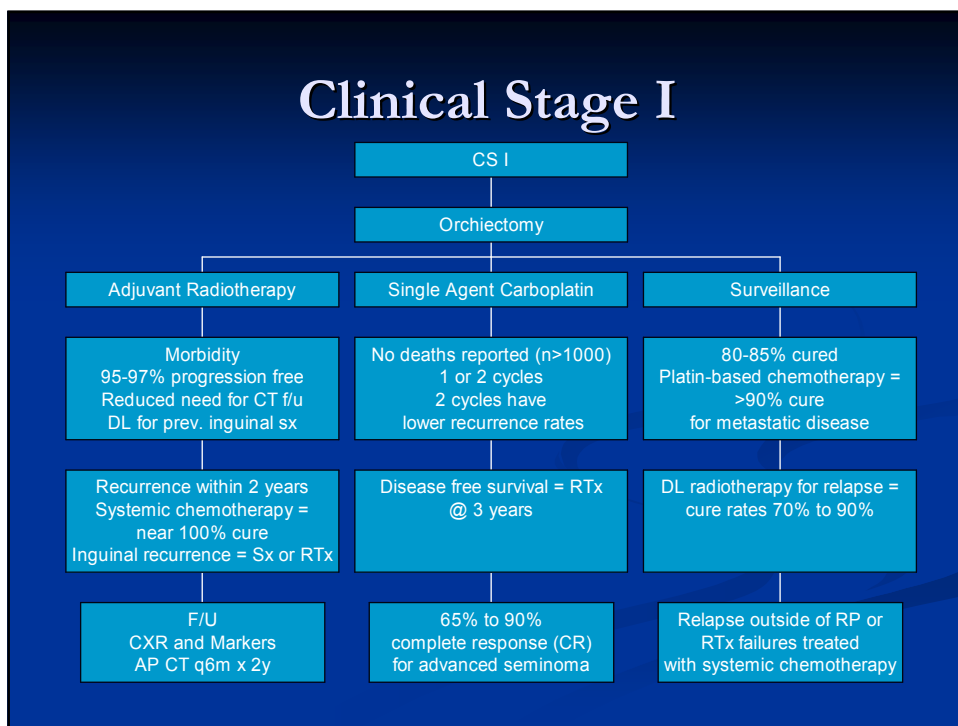 Clinical Stage I
CS I
Orchiectomy
Adjuvant Radiotherapy
Morbidity
95-97% progression free
Reduced need for CT f/u
DL for prev. inguinal sx
Recurrence within 2 years
Systemic chemotherapy =
near 100% cure
Inguinal recurrence = Sx or RTx
F/U
CXR and Markers
AP CT q6m x 2y
Single Agent Carboplatin
No deaths reported (n>1000)
1 or 2 cycles
2 cycles have
lower recurrence rates
Disease free survival = RTx
@ 3 years
65% to 90%
complete response (CR)
for advanced seminoma
Surveillance
80-85% cured
Platin-based chemotherapy =
>90% cure
for metastatic disease
DL radiotherapy for relapse =
cure rates 70% to 90%
Relapse outside of RP or
RTx failures treated
with systemic chemotherapy